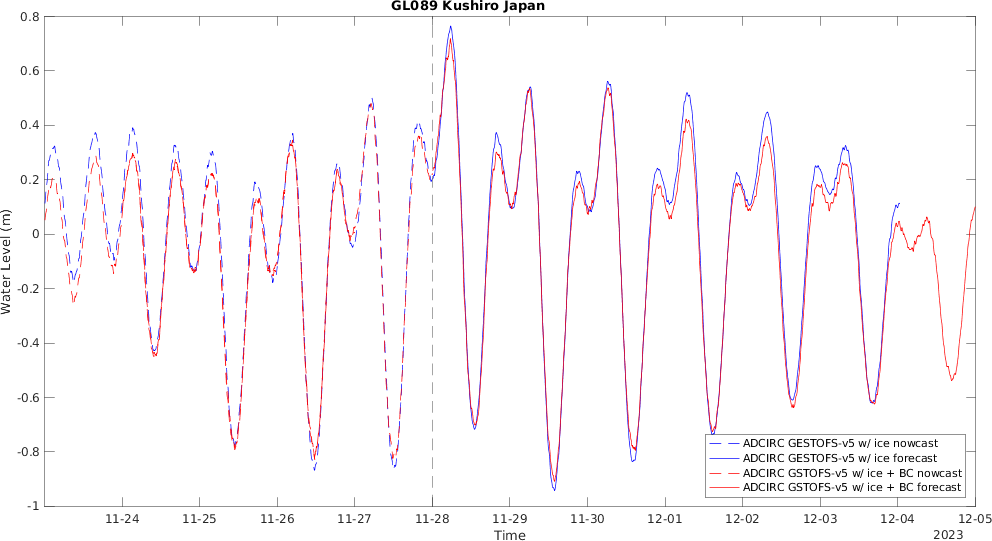 GL089 Kushiro Japan
0.8
0.6
0.4
0.2
0
-0.2
-0.4
-0.6
-0.8
-1
Water Level (m)
ADCIRC GESTOFS-v5 w/ ice nowcast
ADCIRC GESTOFS-v5 w/ ice forecast
ADCIRC GSTOFS-v5 w/ ice + BC nowcast
ADCIRC GSTOFS-v5 w/ ice + BC forecast
11-24 11-25 11-26 11-27 11-28 11-29 11-30 12-01 12-02 12-03 12-04 12-05
Time
2023